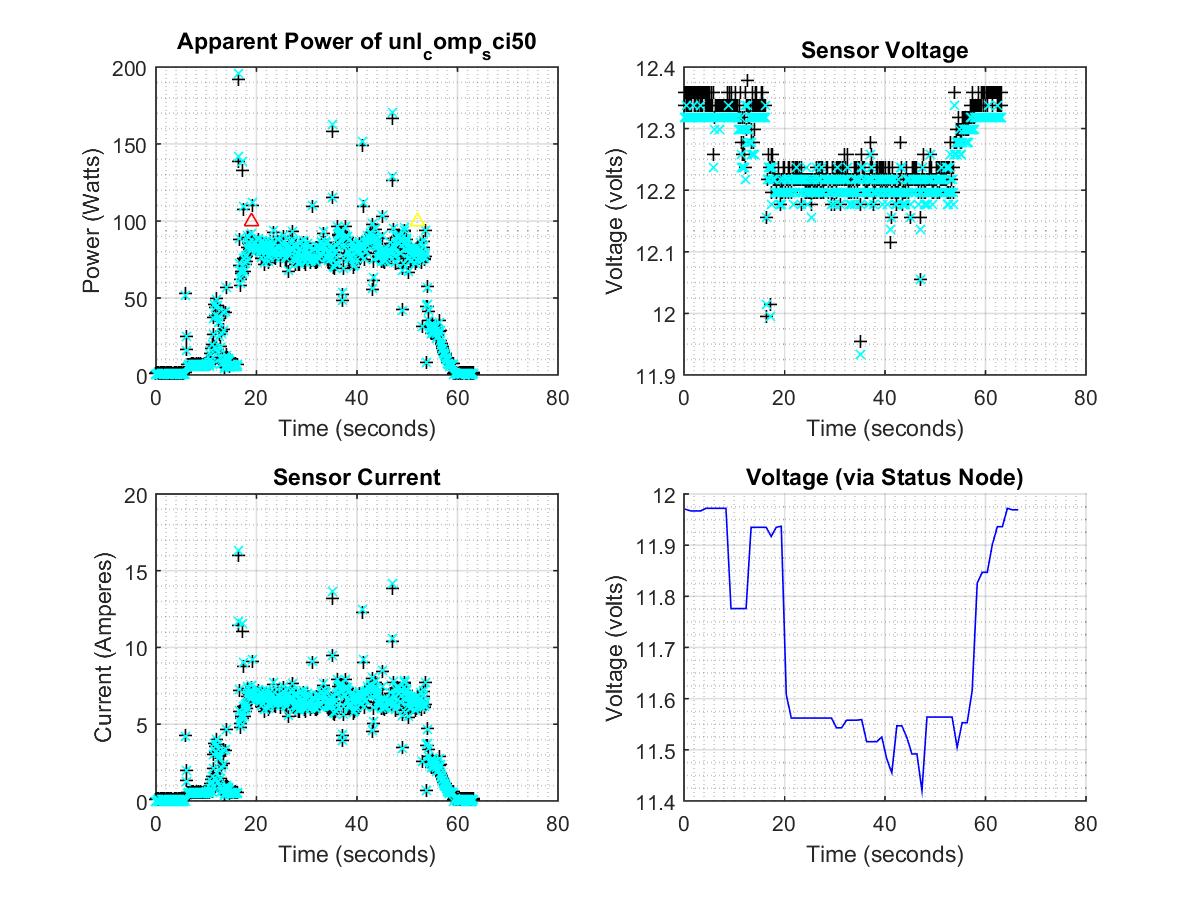 Apparent Power of unl_comp_sci50
200
150
100
50
0
Power (Watts)
0 20 40 60 80
Time (seconds)
Sensor Voltage
12.4
12.3
12.2
12.1
12
11.9
Voltage (volts)
0 20 40 60 80
Time (seconds)
Sensor Current
20
15
10
5
0
Current (Amperes)
0 20 40 60 80
Time (seconds)
Voltage (via Status Node)
12
11.9
11.8
11.7
11.6
11.5
11.4
Voltage (volts)
0 20 40 60 80
Time (seconds)